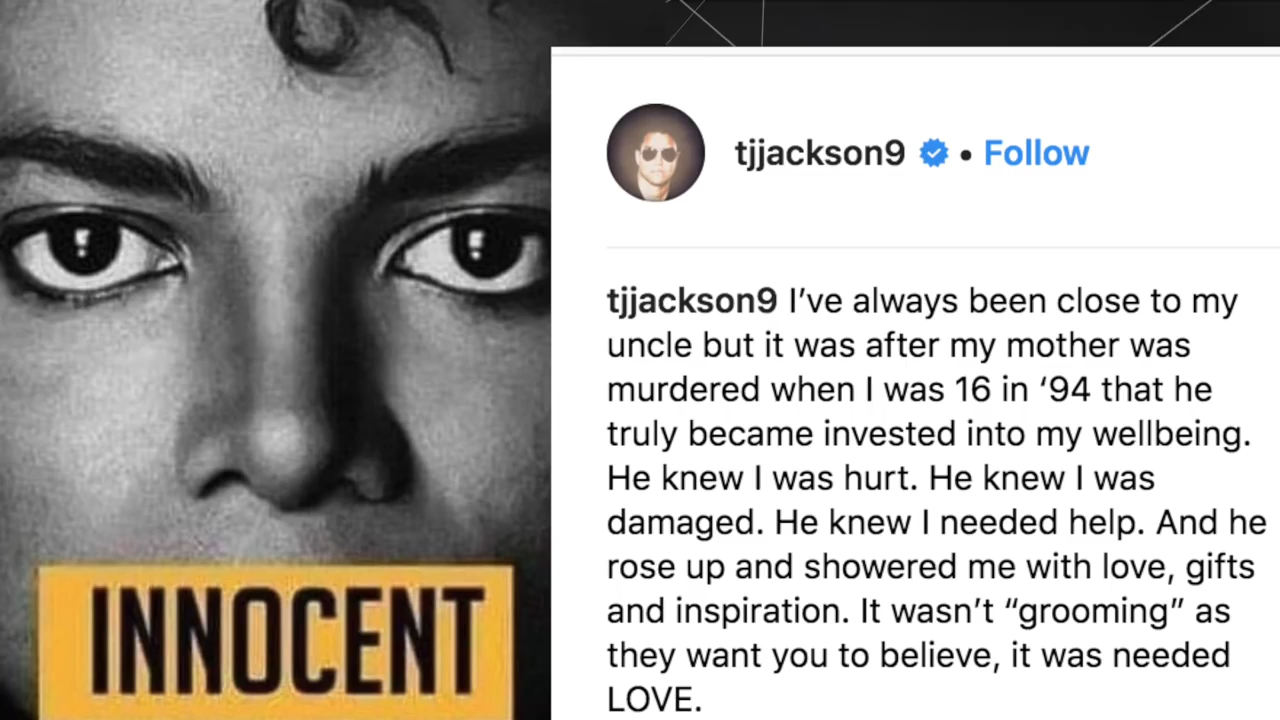 tjjackson9 • Follow
tjjackson9 I’ve always been close to my
uncle but it was after my mother was
murdered when I was 16 in ‘94 that he
truly became invested into my wellbeing.
He knew I was hurt. He knew I was
damaged. He knew I needed help. And he
rose up and showered me with love, gifts
and inspiration. It wasn’t “grooming” as
they want you to believe, it was needed
LOVE.
INNOCENT